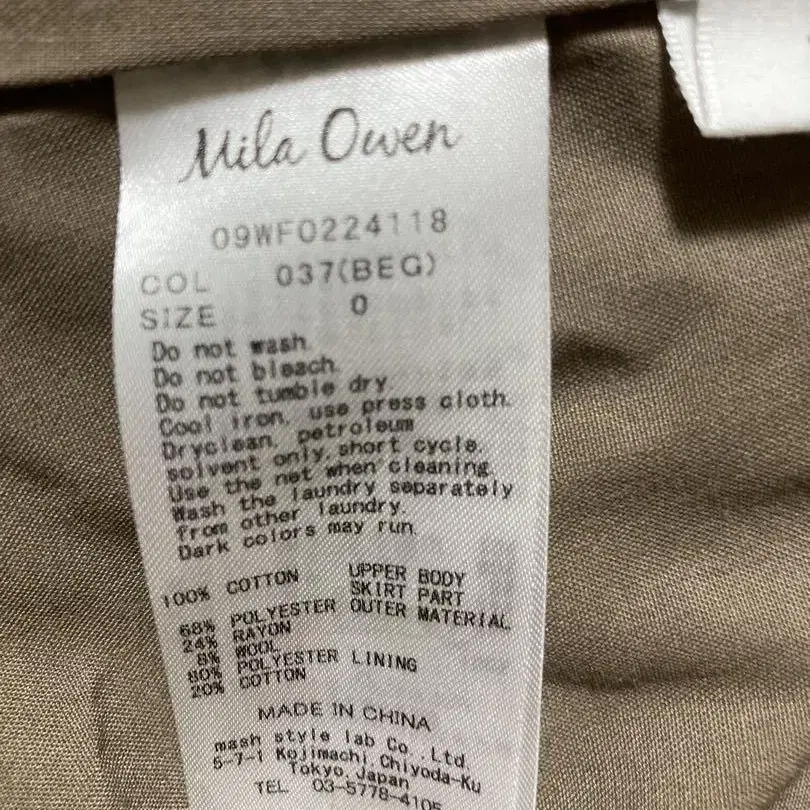 Mila Owen
09WF0224118
COL 037(BEG)
SIZE 0
Do not wash.
Do not bleach.
Do not tumble dry.
Cool iron, use press cloth.
Dryclean, petroleum
solvent only, short cycle.
Use the net when cleaning.
Wash the laundry separately
from other laundry.
Dark colors may run.
100% COTTON UPPER BODY
SKIRT PART
68% POLYESTER OUTER MATERIAL
24% RAYON
8% WOOL
80% POLYESTER LINING
20% COTTON
MADE IN CHINA
mash style lab Co.,Ltd.
5-7-1 Kojimachi,Chiyoda-Ku
Tokyo,Japan
TEL 03-5778-4105